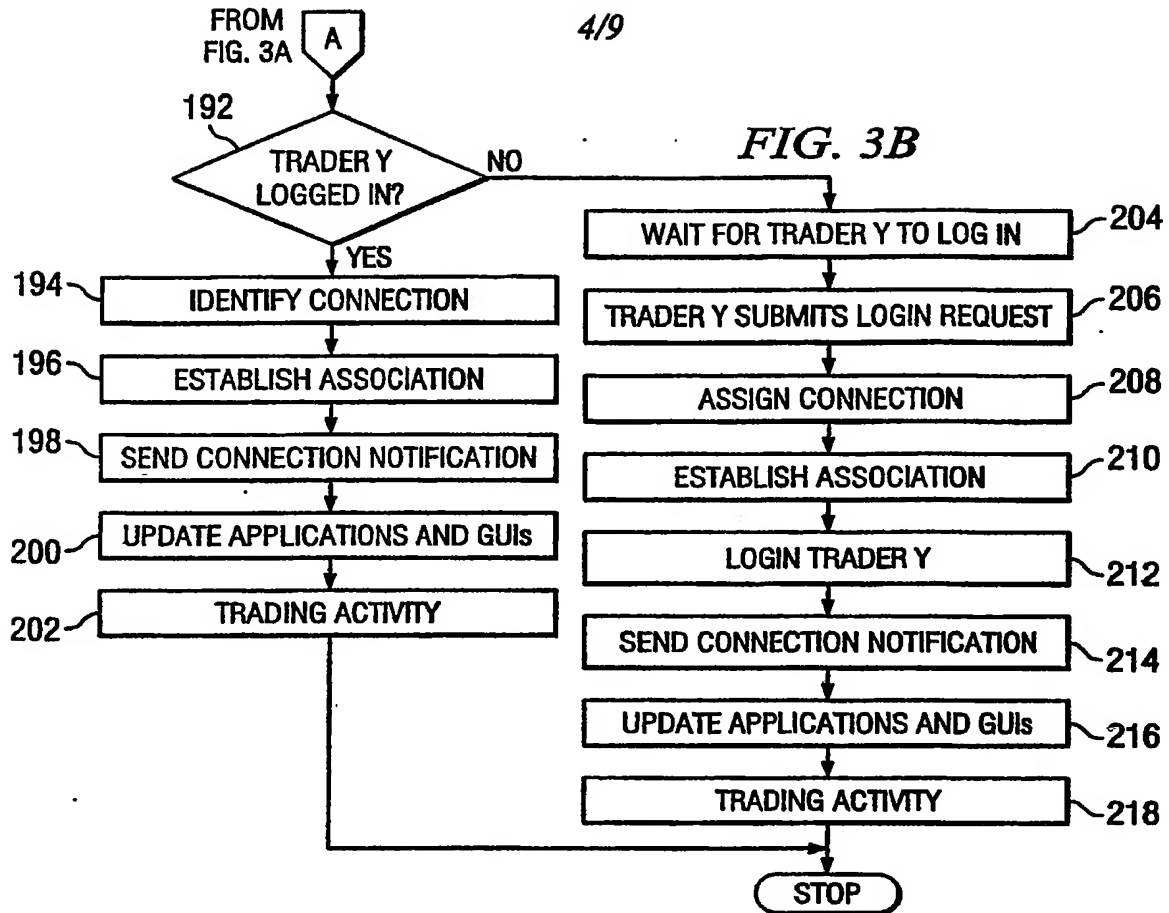 FROM
FIG. 3A
A
4/9
FIG. 3B
192
TRADER Y
LOGGED IN?
NO
YES
194
IDENTIFY CONNECTION
196
ESTABLISH ASSOCIATION
198
SEND CONNECTION NOTIFICATION
200
UPDATE APPLICATIONS AND GUIs
202
TRADING ACTIVITY
WAIT FOR TRADER Y TO LOG IN
204
TRADER Y SUBMITS LOGIN REQUEST
206
ASSIGN CONNECTION
208
ESTABLISH ASSOCIATION
210
LOGIN TRADER Y
212
SEND CONNECTION NOTIFICATION
214
UPDATE APPLICATIONS AND GUIs
216
TRADING ACTIVITY
218
STOP